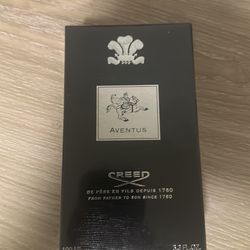 AVENTUS
CREED
DE PÈRE EN FILS DEPUIS 1760
FROM FATHER TO SON SINCE 1760